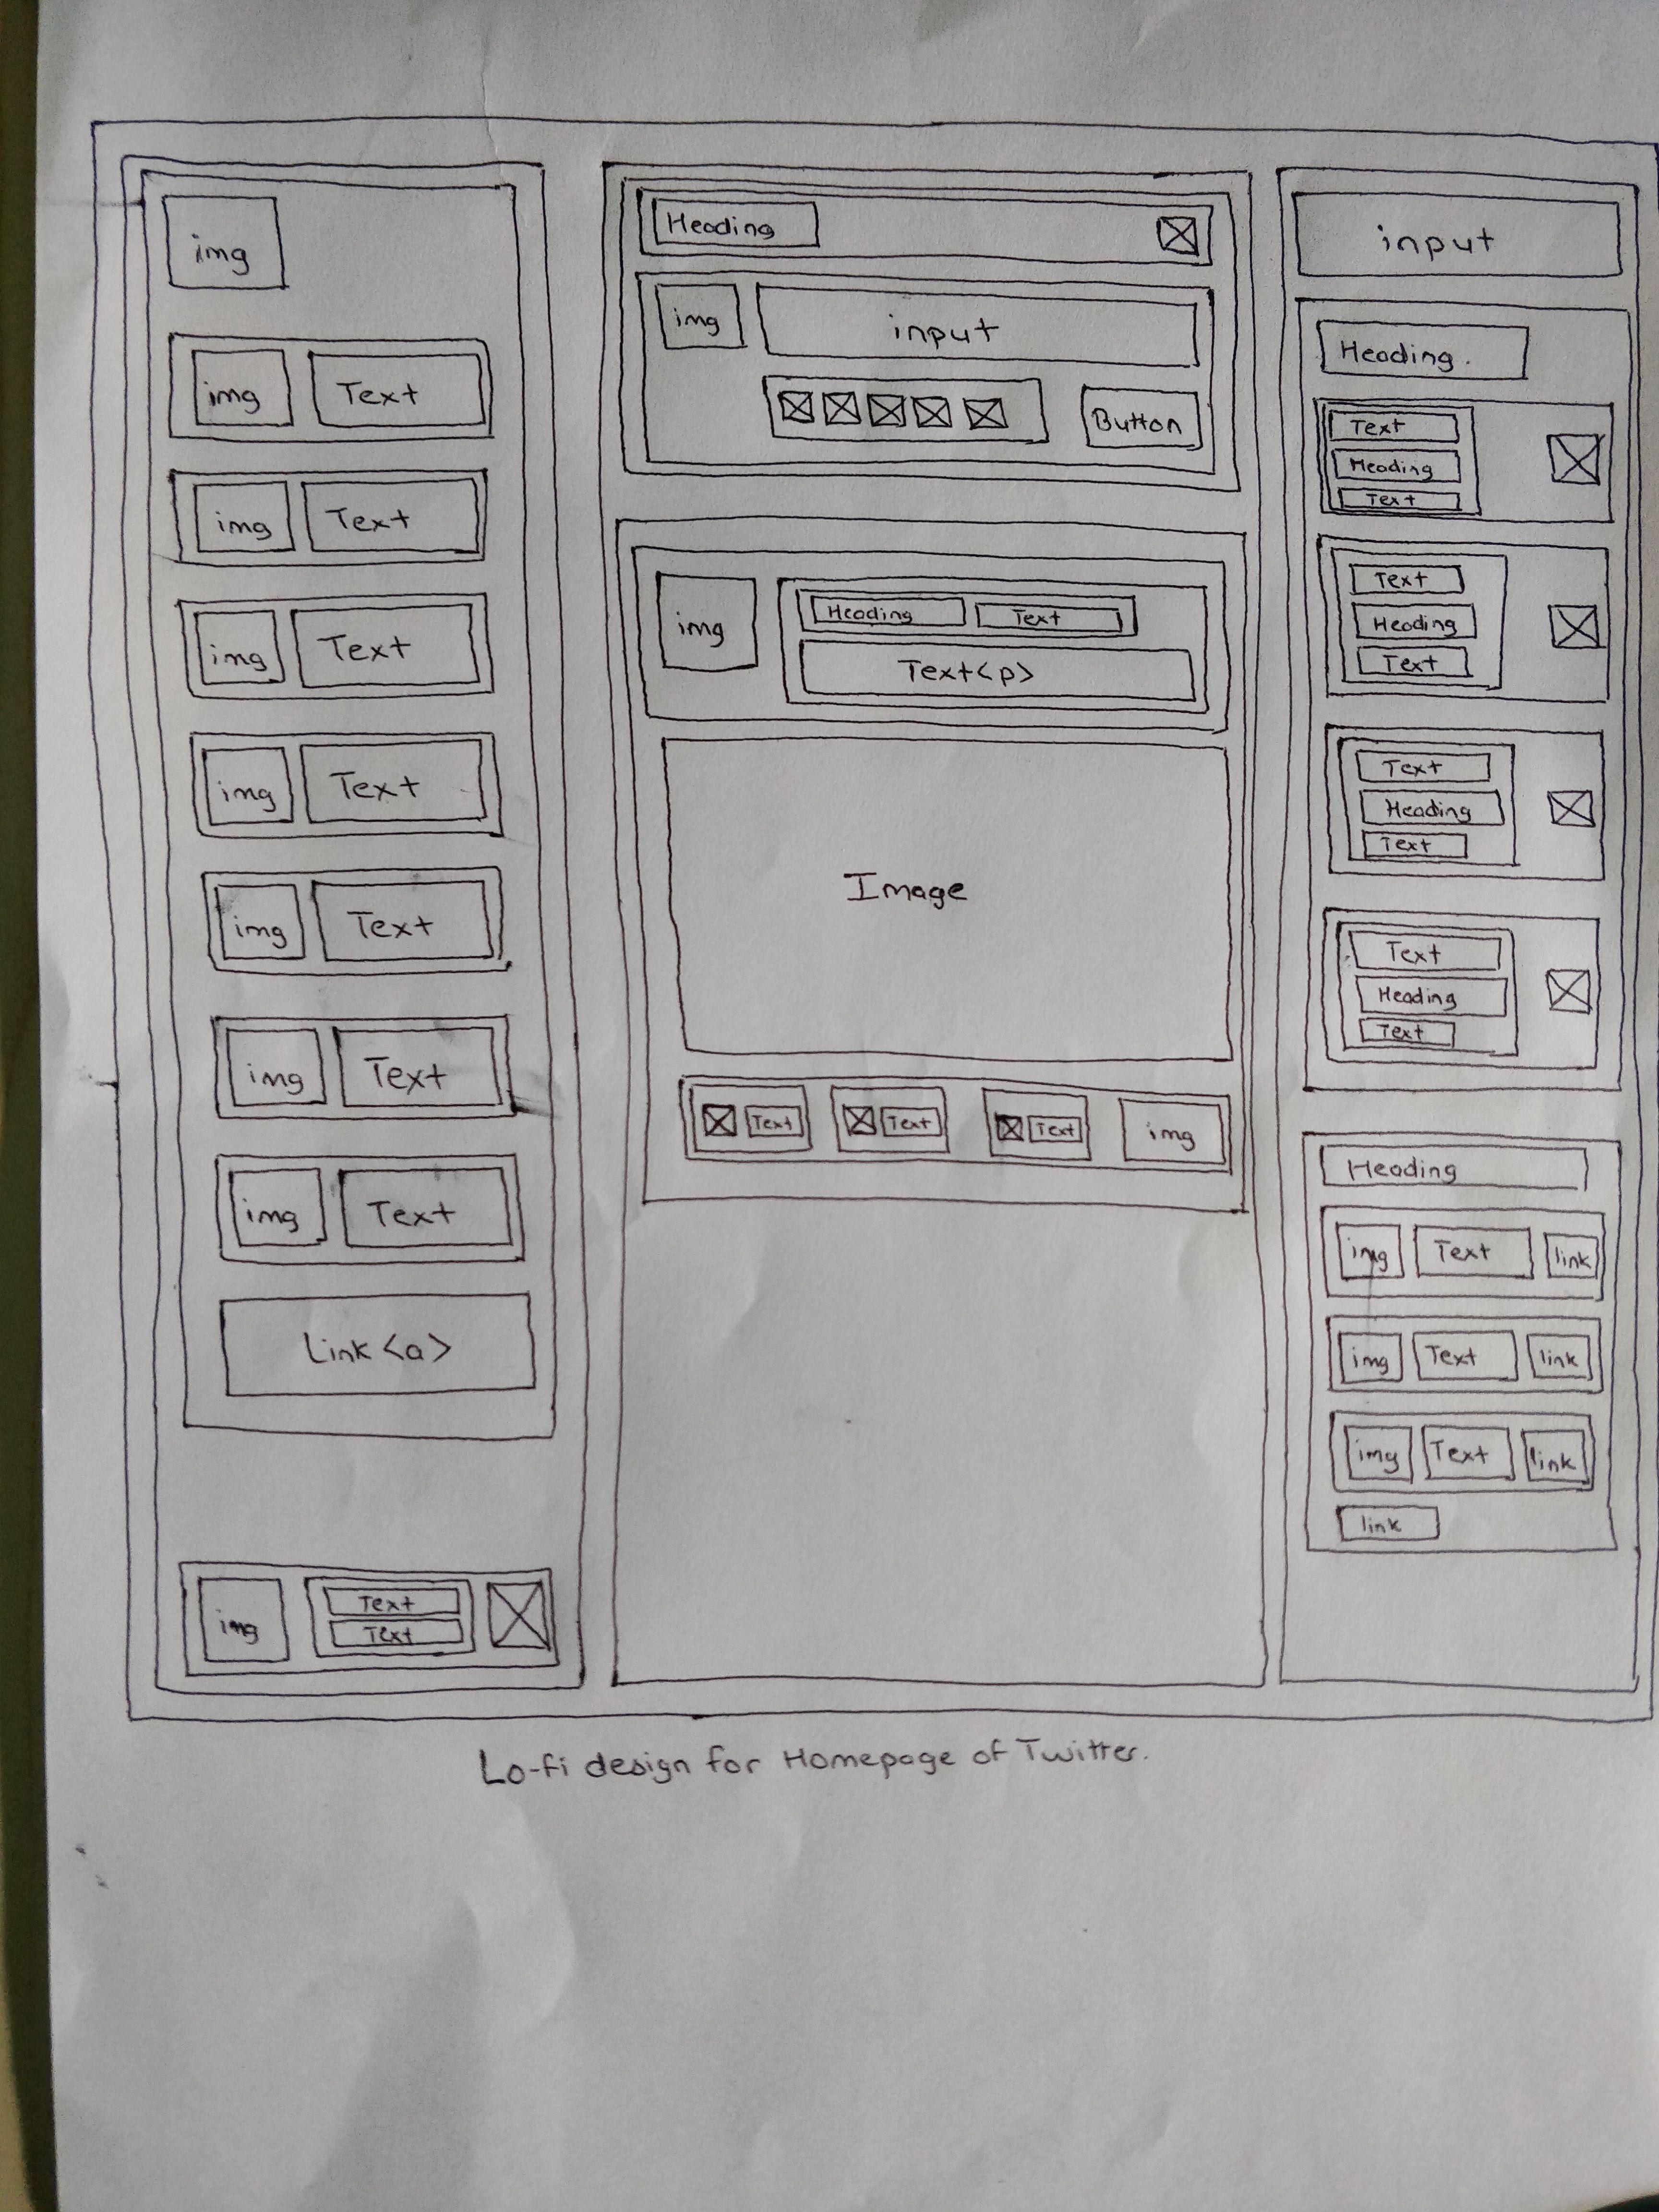 img
img Text
img Text
img Text
img Text
img Text
img Text
img Text
Link <a>
img
Text
Text
Heading
img input
Button
img
Heading Text
Text<p>
Image
Text Text Text img
input
Heading.
Text
Heading
Text
Text
Heading
Text
Text
Heading
Text
Text
Heading
Text
Heading
img Text link
img Text link
img Text link
link
Lo-fi design for Homepage of Twitter.